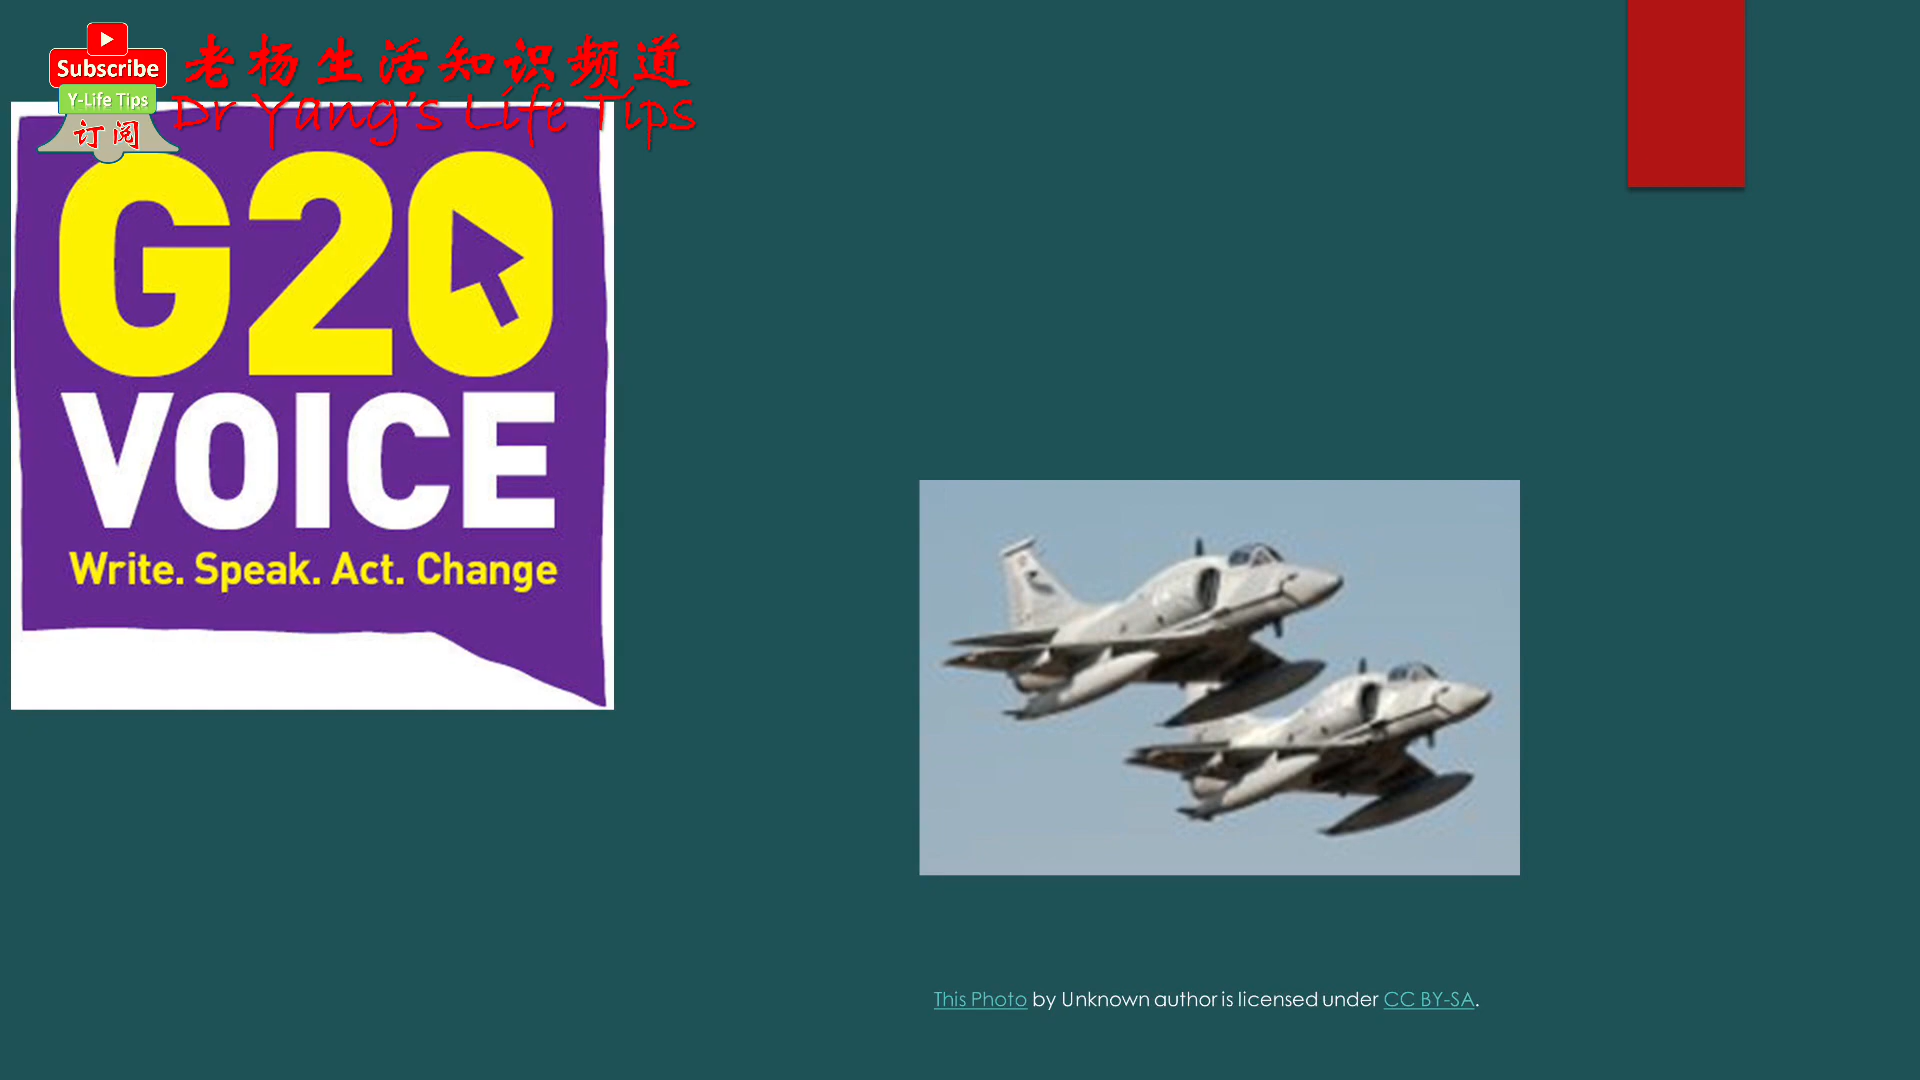 Subscribe
Y-Life Tips
订阅
老杨生活知识频道
Dr Yang's Life Tips
G20
VOICE
Write. Speak. Act. Change
This Photo by Unknown author is licensed under CC BY-SA.